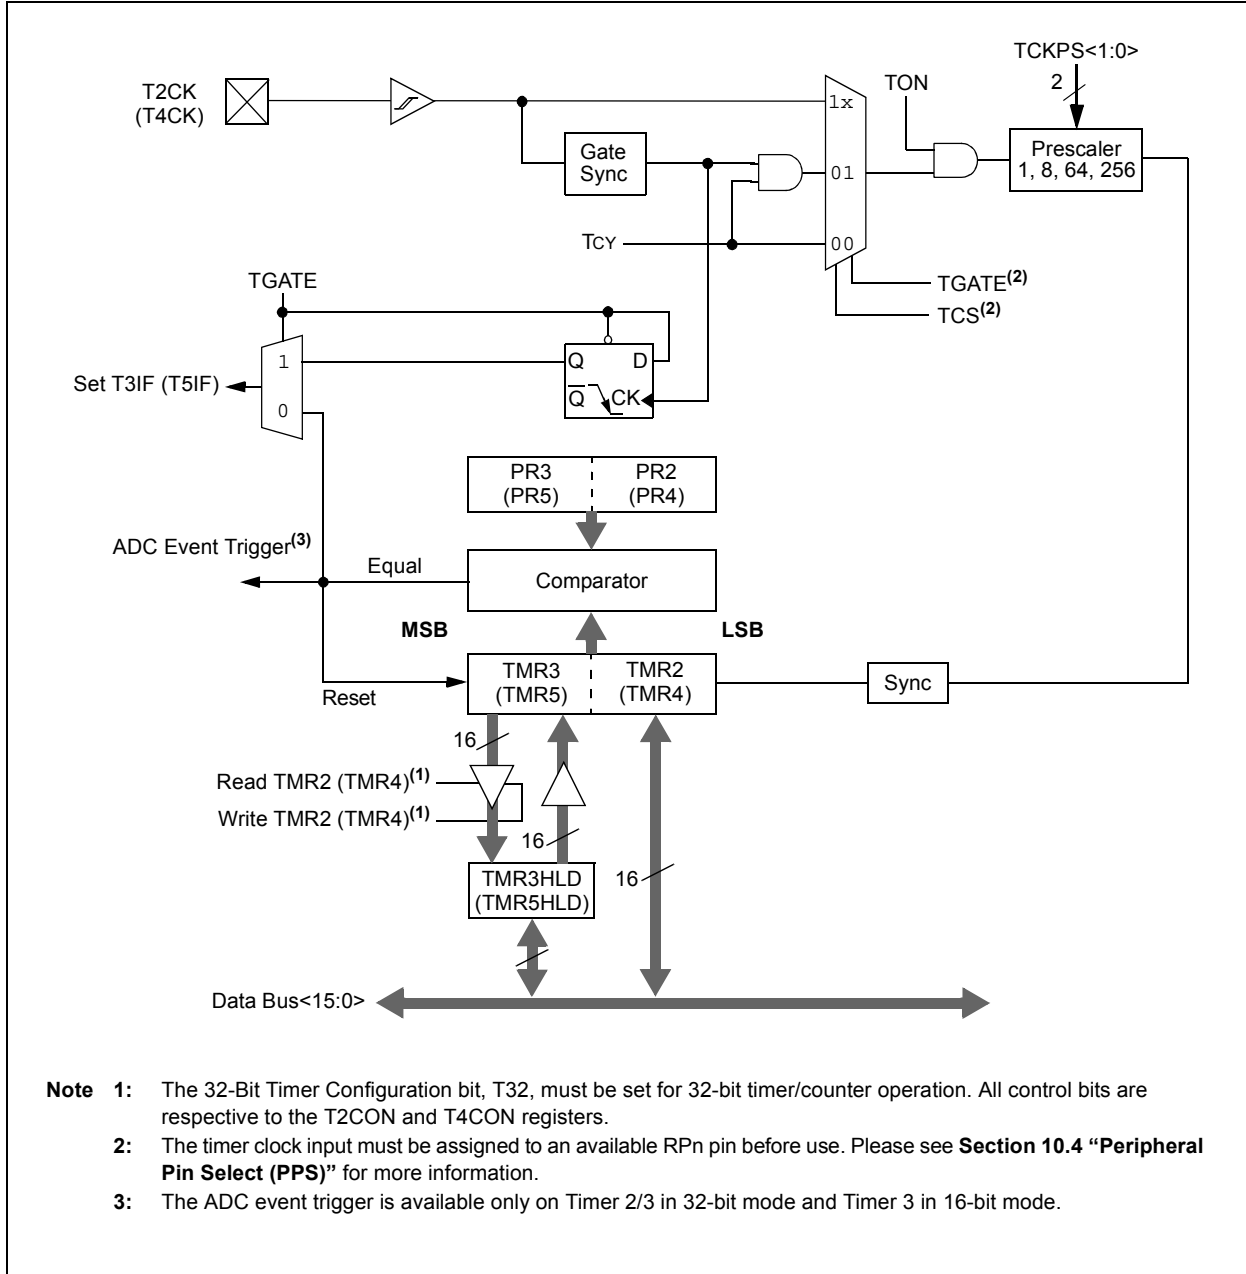 TCKPS<1:0>
2
TON
T2CK
(T4CK)
1x
Gate
Sync
Prescaler
1, 8, 64, 256
01
TCY
00
TGATE
TGATE(2)
TCS(2)
1
Q
D
Set T3IF (T5IF)
Q
CK
0
PR3
(PR5)
PR2
(PR4)
ADC Event Trigger(3)
Equal
Comparator
MSB
LSB
TMR3
(TMR5)
TMR2
(TMR4)
Sync
Reset
16
Read TMR2 (TMR4)(1)
Write TMR2 (TMR4)(1)
16
TMR3HLD
(TMR5HLD)
16
Data Bus<15:0>
Note 1: The 32-Bit Timer Configuration bit, T32, must be set for 32-bit timer/counter operation. All control bits are
respective to the T2CON and T4CON registers.
2: The timer clock input must be assigned to an available RPn pin before use. Please see Section 10.4 “Peripheral
Pin Select (PPS)” for more information.
3: The ADC event trigger is available only on Timer 2/3 in 32-bit mode and Timer 3 in 16-bit mode.